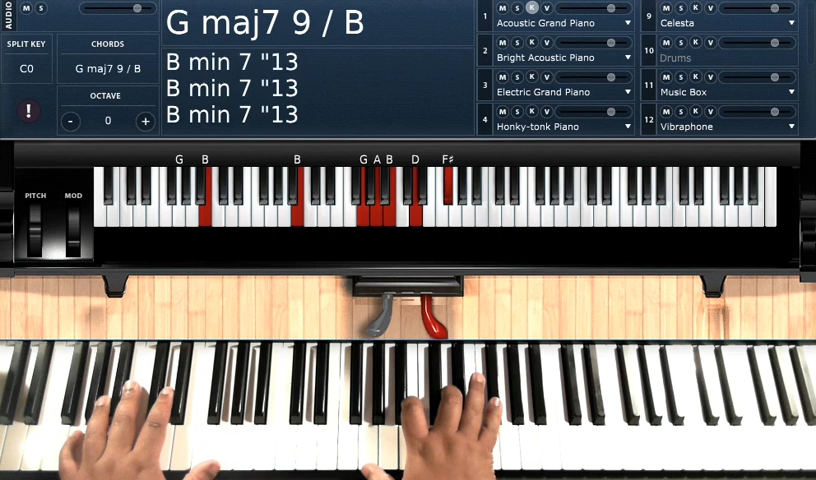 AUDIO
M S
SPLIT KEY
C0
!
CHORDS
G maj7 9 / B
OCTAVE
- 0 +
G maj7 9 / B
B min 7 "13
B min 7 "13
B min 7 "13
1 M S K V
Acoustic Grand Piano
2 M S K V
Bright Acoustic Piano
3 M S K V
Electric Grand Piano
4 M S K V
Honky-tonk Piano
9 M S K V
Celesta
10 M S K V
Drums
11 M S K V
Music Box
12 M S K V
Vibraphone
G B B G A B D F♯
PITCH MOD